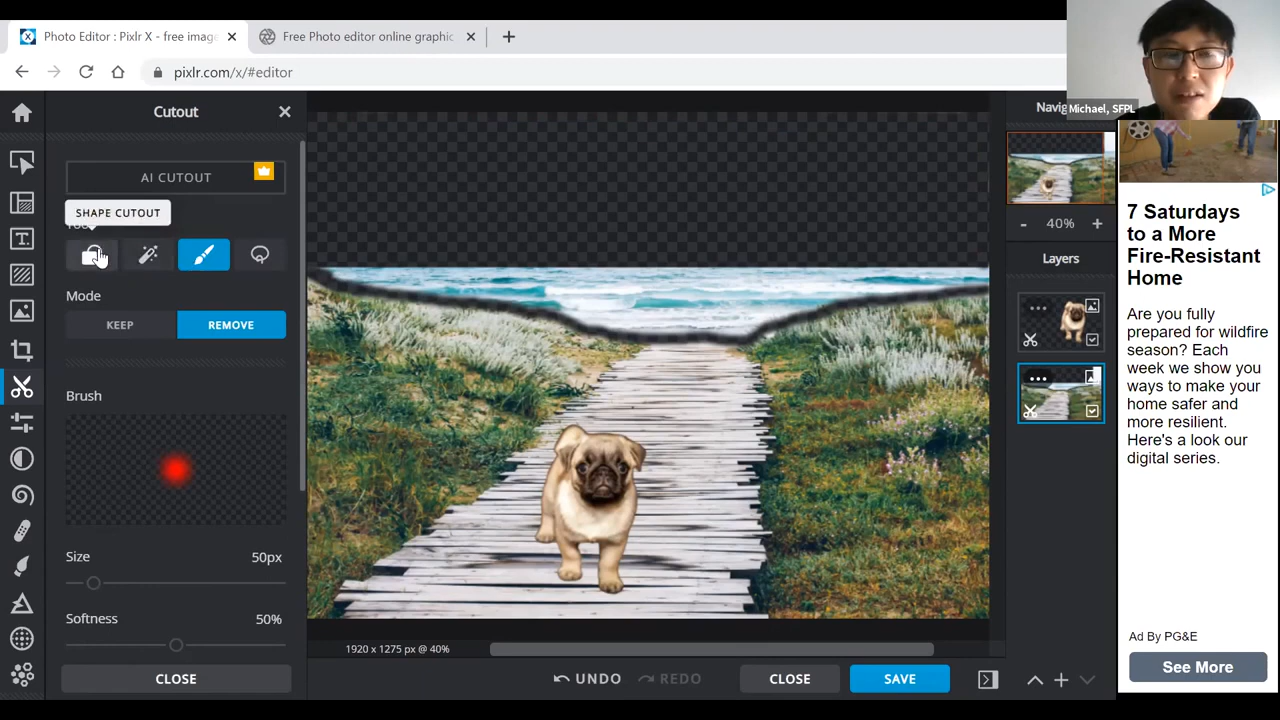 Photo Editor : Pixlr X - free image
Free Photo editor online graphic
pixlr.com/x/#editor
Michael, SFPL
Cutout
AI CUTOUT
SHAPE CUTOUT
Mode
KEEP
REMOVE
Brush
Size
50px
Softness
50%
CLOSE
1920 x 1275 px @ 40%
UNDO
REDO
CLOSE
SAVE
Navig
- 40% +
Layers
7 Saturdays
to a More
Fire-Resistant
Home
Are you fully
prepared for wildfire
season? Each
week we show you
ways to make your
home safer and
more resilient.
Here's a look our
digital series.
Ad By PG&E
See More